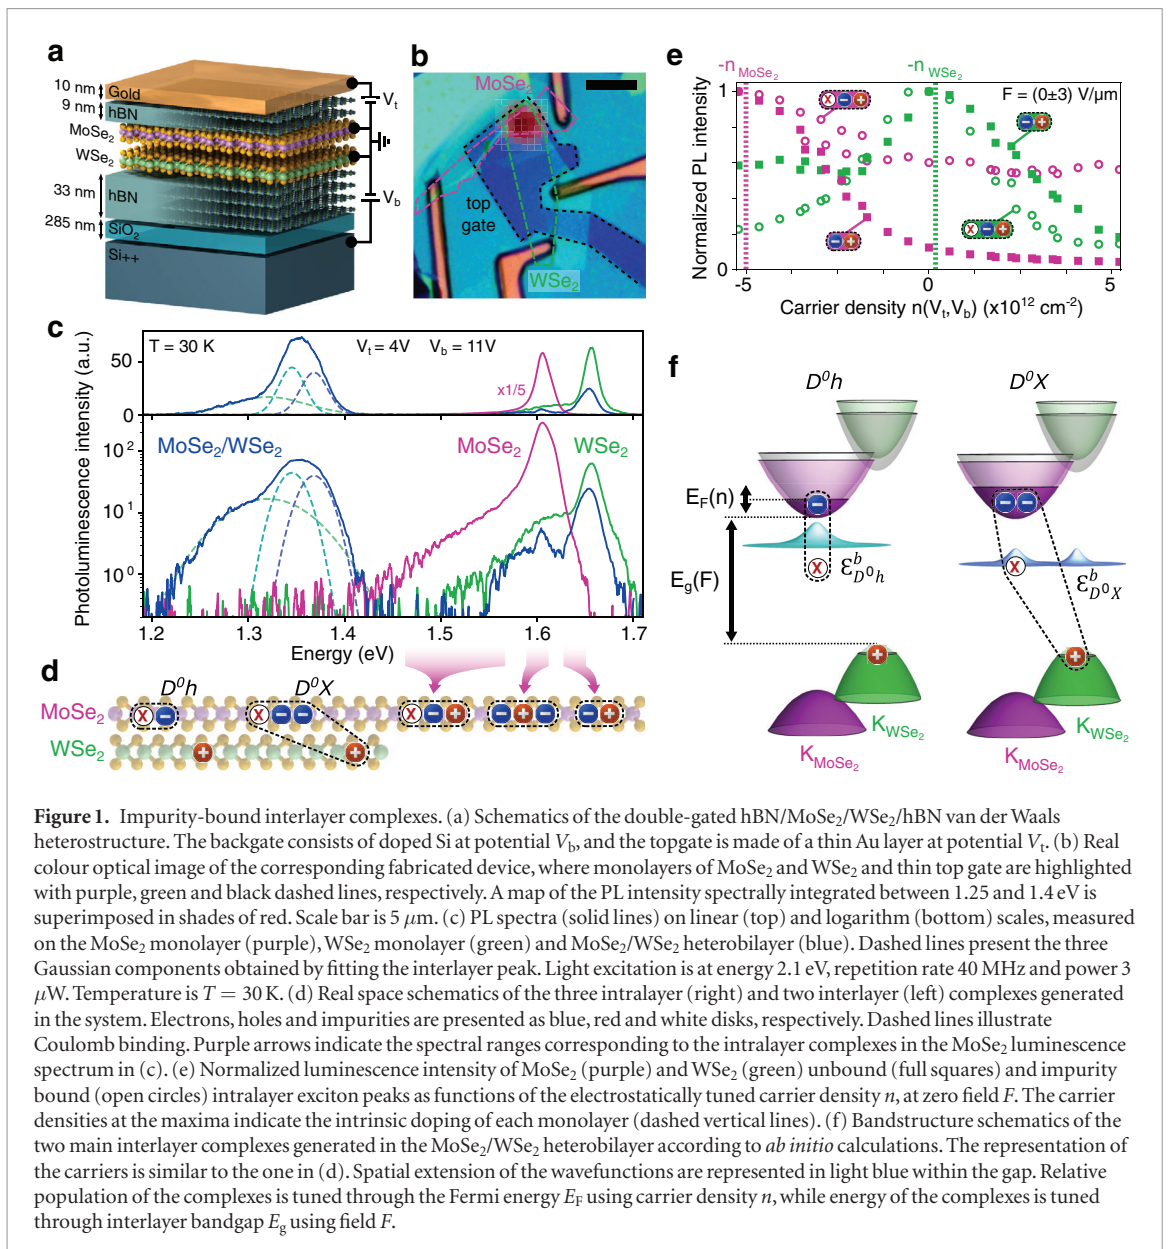 a
10 nm
Gold
9 nm
hBN
MoSe₂
WSe₂
33 nm
hBN
285 nm
SiO₂
Si++
Vt
Vb
b
MoSe₂
top
gate
WSe₂
c
T = 30 K
Vt = 4V
Vb = 11V
x1/5
50
0
MoSe₂/WSe₂
MoSe₂
WSe₂
10²
10¹
10⁰
Photoluminescence intensity (a.u.)
1.2
1.3
1.4
1.5
1.6
1.7
Energy (eV)
d
D⁰h
D⁰X
MoSe₂
WSe₂
e
-n MoSe₂
-n WSe₂
F = (0±3) V/µm
1
0
Normalized PL intensity
-5
0
5
Carrier density n(Vt,Vb) (x10¹² cm-2)
f
D⁰h
D⁰X
EF(n)
Eg(F)
Ɛᵇ D⁰h
Ɛᵇ D⁰X
K WSe₂
K MoSe₂
K WSe₂
K MoSe₂
Figure 1. Impurity-bound interlayer complexes. (a) Schematics of the double-gated hBN/MoSe₂/WSe₂/hBN van der Waals
heterostructure. The backgate consists of doped Si at potential Vb, and the topgate is made of a thin Au layer at potential Vt. (b) Real
colour optical image of the corresponding fabricated device, where monolayers of MoSe₂ and WSe₂ and thin top gate are highlighted
with purple, green and black dashed lines, respectively. A map of the PL intensity spectrally integrated between 1.25 and 1.4 eV is
superimposed in shades of red. Scale bar is 5 μm. (c) PL spectra (solid lines) on linear (top) and logarithm (bottom) scales, measured
on the MoSe₂ monolayer (purple), WSe₂ monolayer (green) and MoSe₂/WSe₂ heterobilayer (blue). Dashed lines present the three
Gaussian components obtained by fitting the interlayer peak. Light excitation is at energy 2.1 eV, repetition rate 40 MHz and power 3
μW. Temperature is T = 30 K. (d) Real space schematics of the three intralayer (right) and two interlayer (left) complexes generated
in the system. Electrons, holes and impurities are presented as blue, red and white disks, respectively. Dashed lines illustrate
Coulomb binding. Purple arrows indicate the spectral ranges corresponding to the intralayer complexes in the MoSe₂ luminescence
spectrum in (c). (e) Normalized luminescence intensity of MoSe₂ (purple) and WSe₂ (green) unbound (full squares) and impurity
bound (open circles) intralayer exciton peaks as functions of the electrostatically tuned carrier density n, at zero field F. The carrier
densities at the maxima indicate the intrinsic doping of each monolayer (dashed vertical lines). (f) Bandstructure schematics of the
two main interlayer complexes generated in the MoSe₂/WSe₂ heterobilayer according to ab initio calculations. The representation of
the carriers is similar to the one in (d). Spatial extension of the wavefunctions are represented in light blue within the gap. Relative
population of the complexes is tuned through the Fermi energy EF using carrier density n, while energy of the complexes is tuned
through interlayer bandgap Eg using field F.